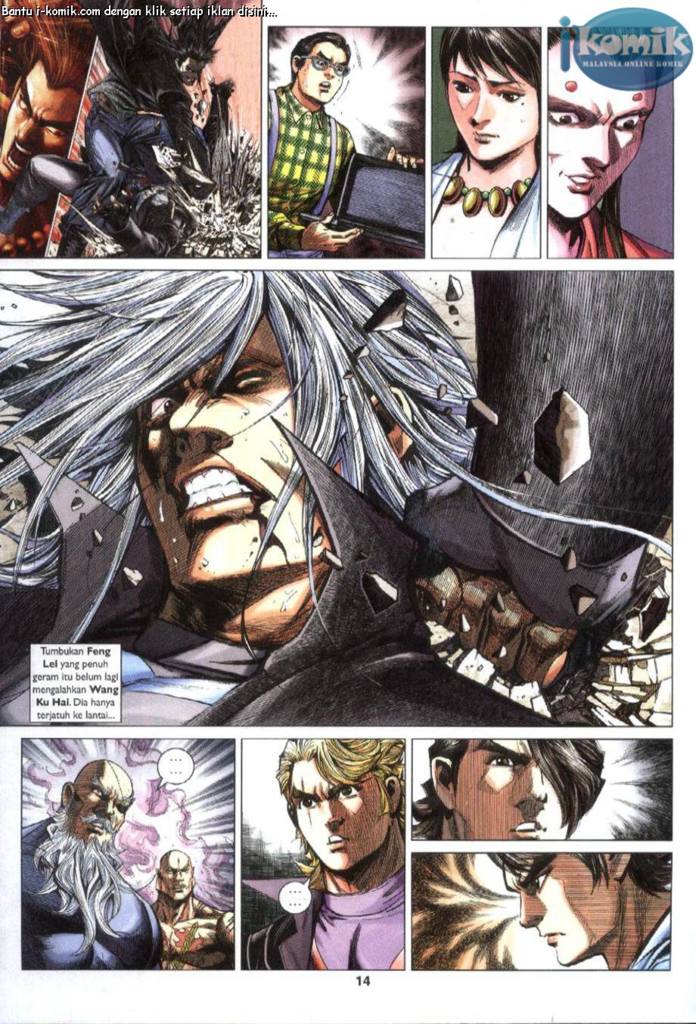 Bantu i-komik.com dengan klik setiap iklan disini...
iKomik
MALAYSIA ONLINE KOMIK
Tumbukan Feng
Lei yang penuh
geram itu belum lagi
mengalahkan Wang
Ku Hai. Dia hanya
terjatuh ke lantai...
...
...
...
...
14